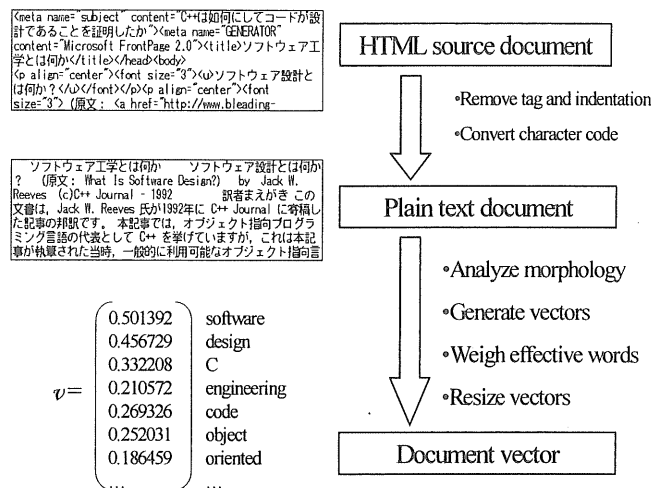 <meta name="subject" content="C++は如何にしてコードが設
計であることを証明したか"><meta name="GENERATOR"
content="Microsoft FrontPage 2.0"><title>ソフトウェア工
学とは何か</title></head><body>
<p align="center"><font size="3"><u>ソフトウェア設計と
は何か？</u></font></p><p align="center"><font
size="3"> (原文： <a href="http://www.bleading-
HTML source document
•Remove tag and indentation
•Convert character code
ソフトウェア工学とは何か ソフトウェア設計とは何か
？ (原文: What Is Software Design?) by Jack W.
Reeves (c)C++ Journal - 1992 訳者まえがき この
文書は, Jack W. Reeves 氏が1992年に C++ Journal に寄稿し
た記事の邦訳です。 本記事では，オブジェクト指向プログラ
ミング言語の代表として C++ を挙げていますが，これは本記
事が執筆された当時，一般的に利用可能なオブジェクト指向言
Plain text document
•Analyze morphology
•Generate vectors
•Weigh effective words
•Resize vectors
Document vector
v=
0.501392 software
0.456729 design
0.332208 C
0.210572 engineering
0.269326 code
0.252031 object
0.186459 oriented
... ...